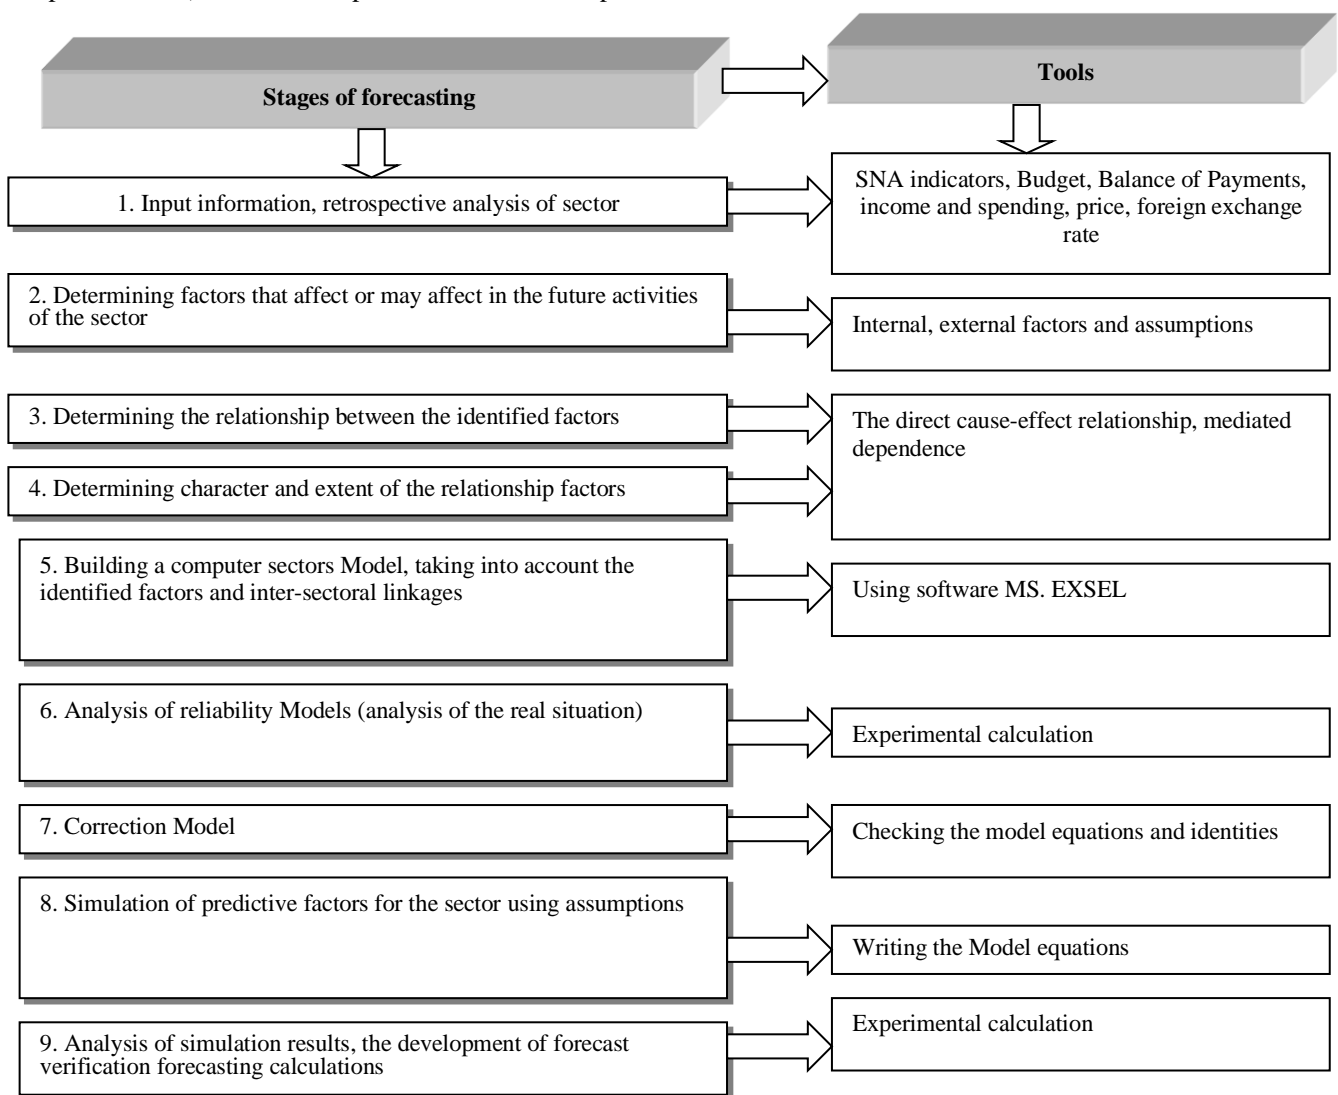 Stages of forecasting
Tools
1. Input information, retrospective analysis of sector
SNA indicators, Budget, Balance of Payments,
income and spending, price, foreign exchange
rate
2. Determining factors that affect or may affect in the future activities
of the sector
Internal, external factors and assumptions
3. Determining the relationship between the identified factors
The direct cause-effect relationship, mediated
dependence
4. Determining character and extent of the relationship factors
5. Building a computer sectors Model, taking into account the
identified factors and inter-sectoral linkages
Using software MS. EXSEL
6. Analysis of reliability Models (analysis of the real situation)
Experimental calculation
7. Correction Model
Checking the model equations and identities
8. Simulation of predictive factors for the sector using assumptions
Writing the Model equations
9. Analysis of simulation results, the development of forecast
verification forecasting calculations
Experimental calculation